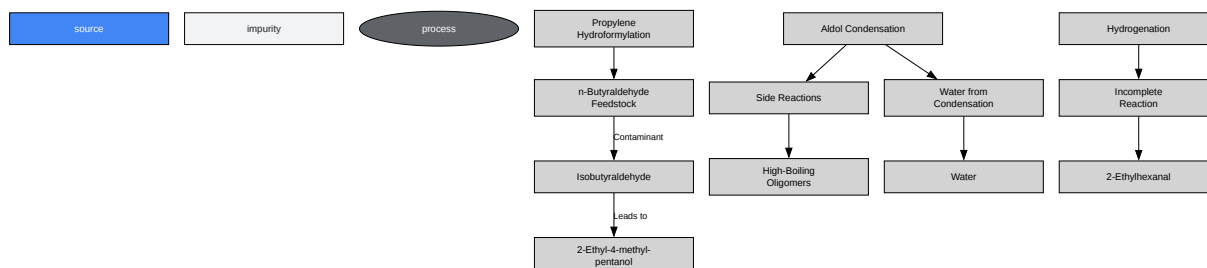 source
impurity
process
Propylene
Hydroformylation
Aldol Condensation
Hydrogenation
n-Butyraldehyde
Feedstock
Side Reactions
Water from
Condensation
Incomplete
Reaction
Contaminant
Isobutyraldehyde
High-Boiling
Oligomers
Water
2-Ethylhexanal
Leads to
2-Ethyl-4-methyl-
pentanol